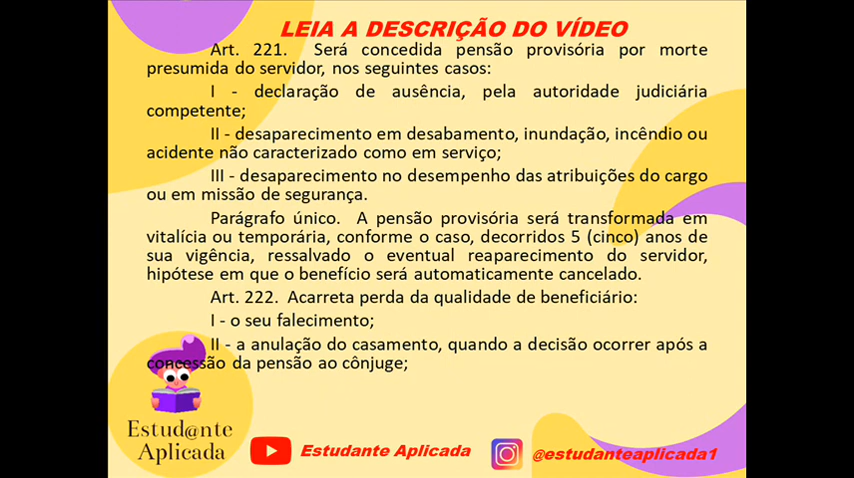 LEIA A DESCRIÇÃO DO VÍDEO
Art. 221. Será concedida pensão provisória por morte
presumida do servidor, nos seguintes casos:
I - declaração de ausência, pela autoridade judiciária
competente;
II - desaparecimento em desabamento, inundação, incêndio ou
acidente não caracterizado como em serviço;
III - desaparecimento no desempenho das atribuições do cargo
ou em missão de segurança.
Parágrafo único. A pensão provisória será transformada em
vitalícia ou temporária, conforme o caso, decorridos 5 (cinco) anos de
sua vigência, ressalvado o eventual reaparecimento do servidor,
hipótese em que o benefício será automaticamente cancelado.
Art. 222. Acarreta perda da qualidade de beneficiário:
I - o seu falecimento;
II - a anulação do casamento, quando a decisão ocorrer após a
concessão da pensão ao cônjuge;
Estud@nte
Aplicada
Estudante Aplicada
@estudanteaplicada1